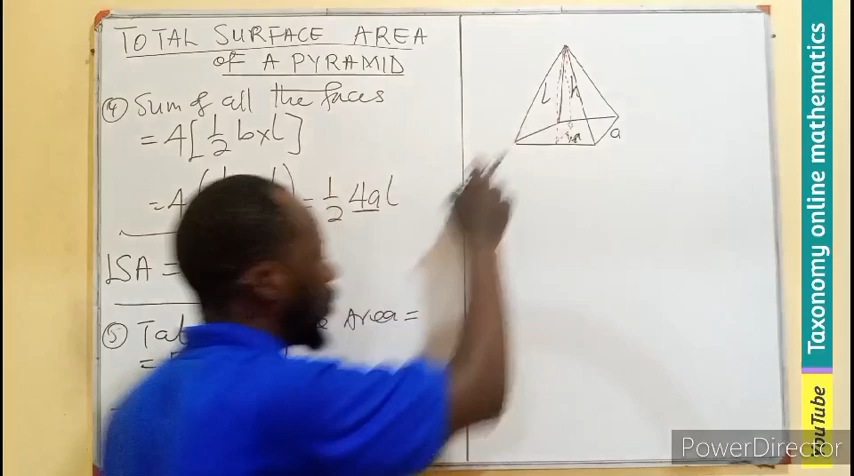 TOTAL SURFACE AREA
of A PYRAMID
④ Sum of all the faces
= 4[½ b x l]
= 4 = ½ 4al
LSA =
⑤ Area =
=
l h
a
Taxonomy online mathematics
YouTube
PowerDirector